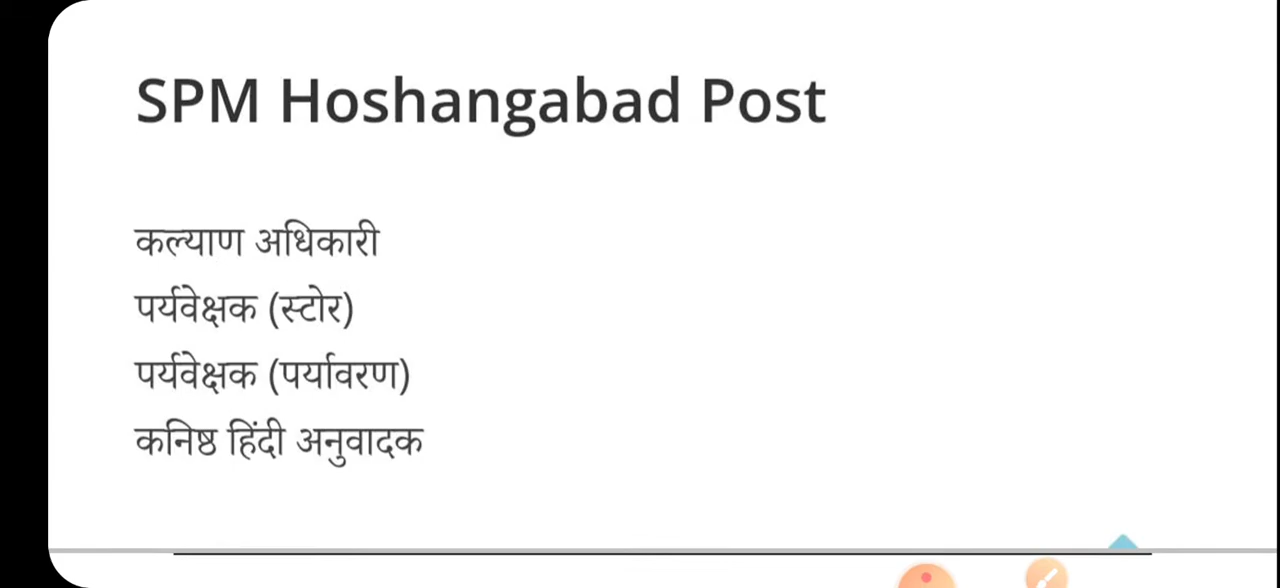 SPM Hoshangabad Post
कल्याण अधिकारी
पर्यवेक्षक (स्टोर)
पर्यवेक्षक (पर्यावरण)
कनिष्ठ हिंदी अनुवादक